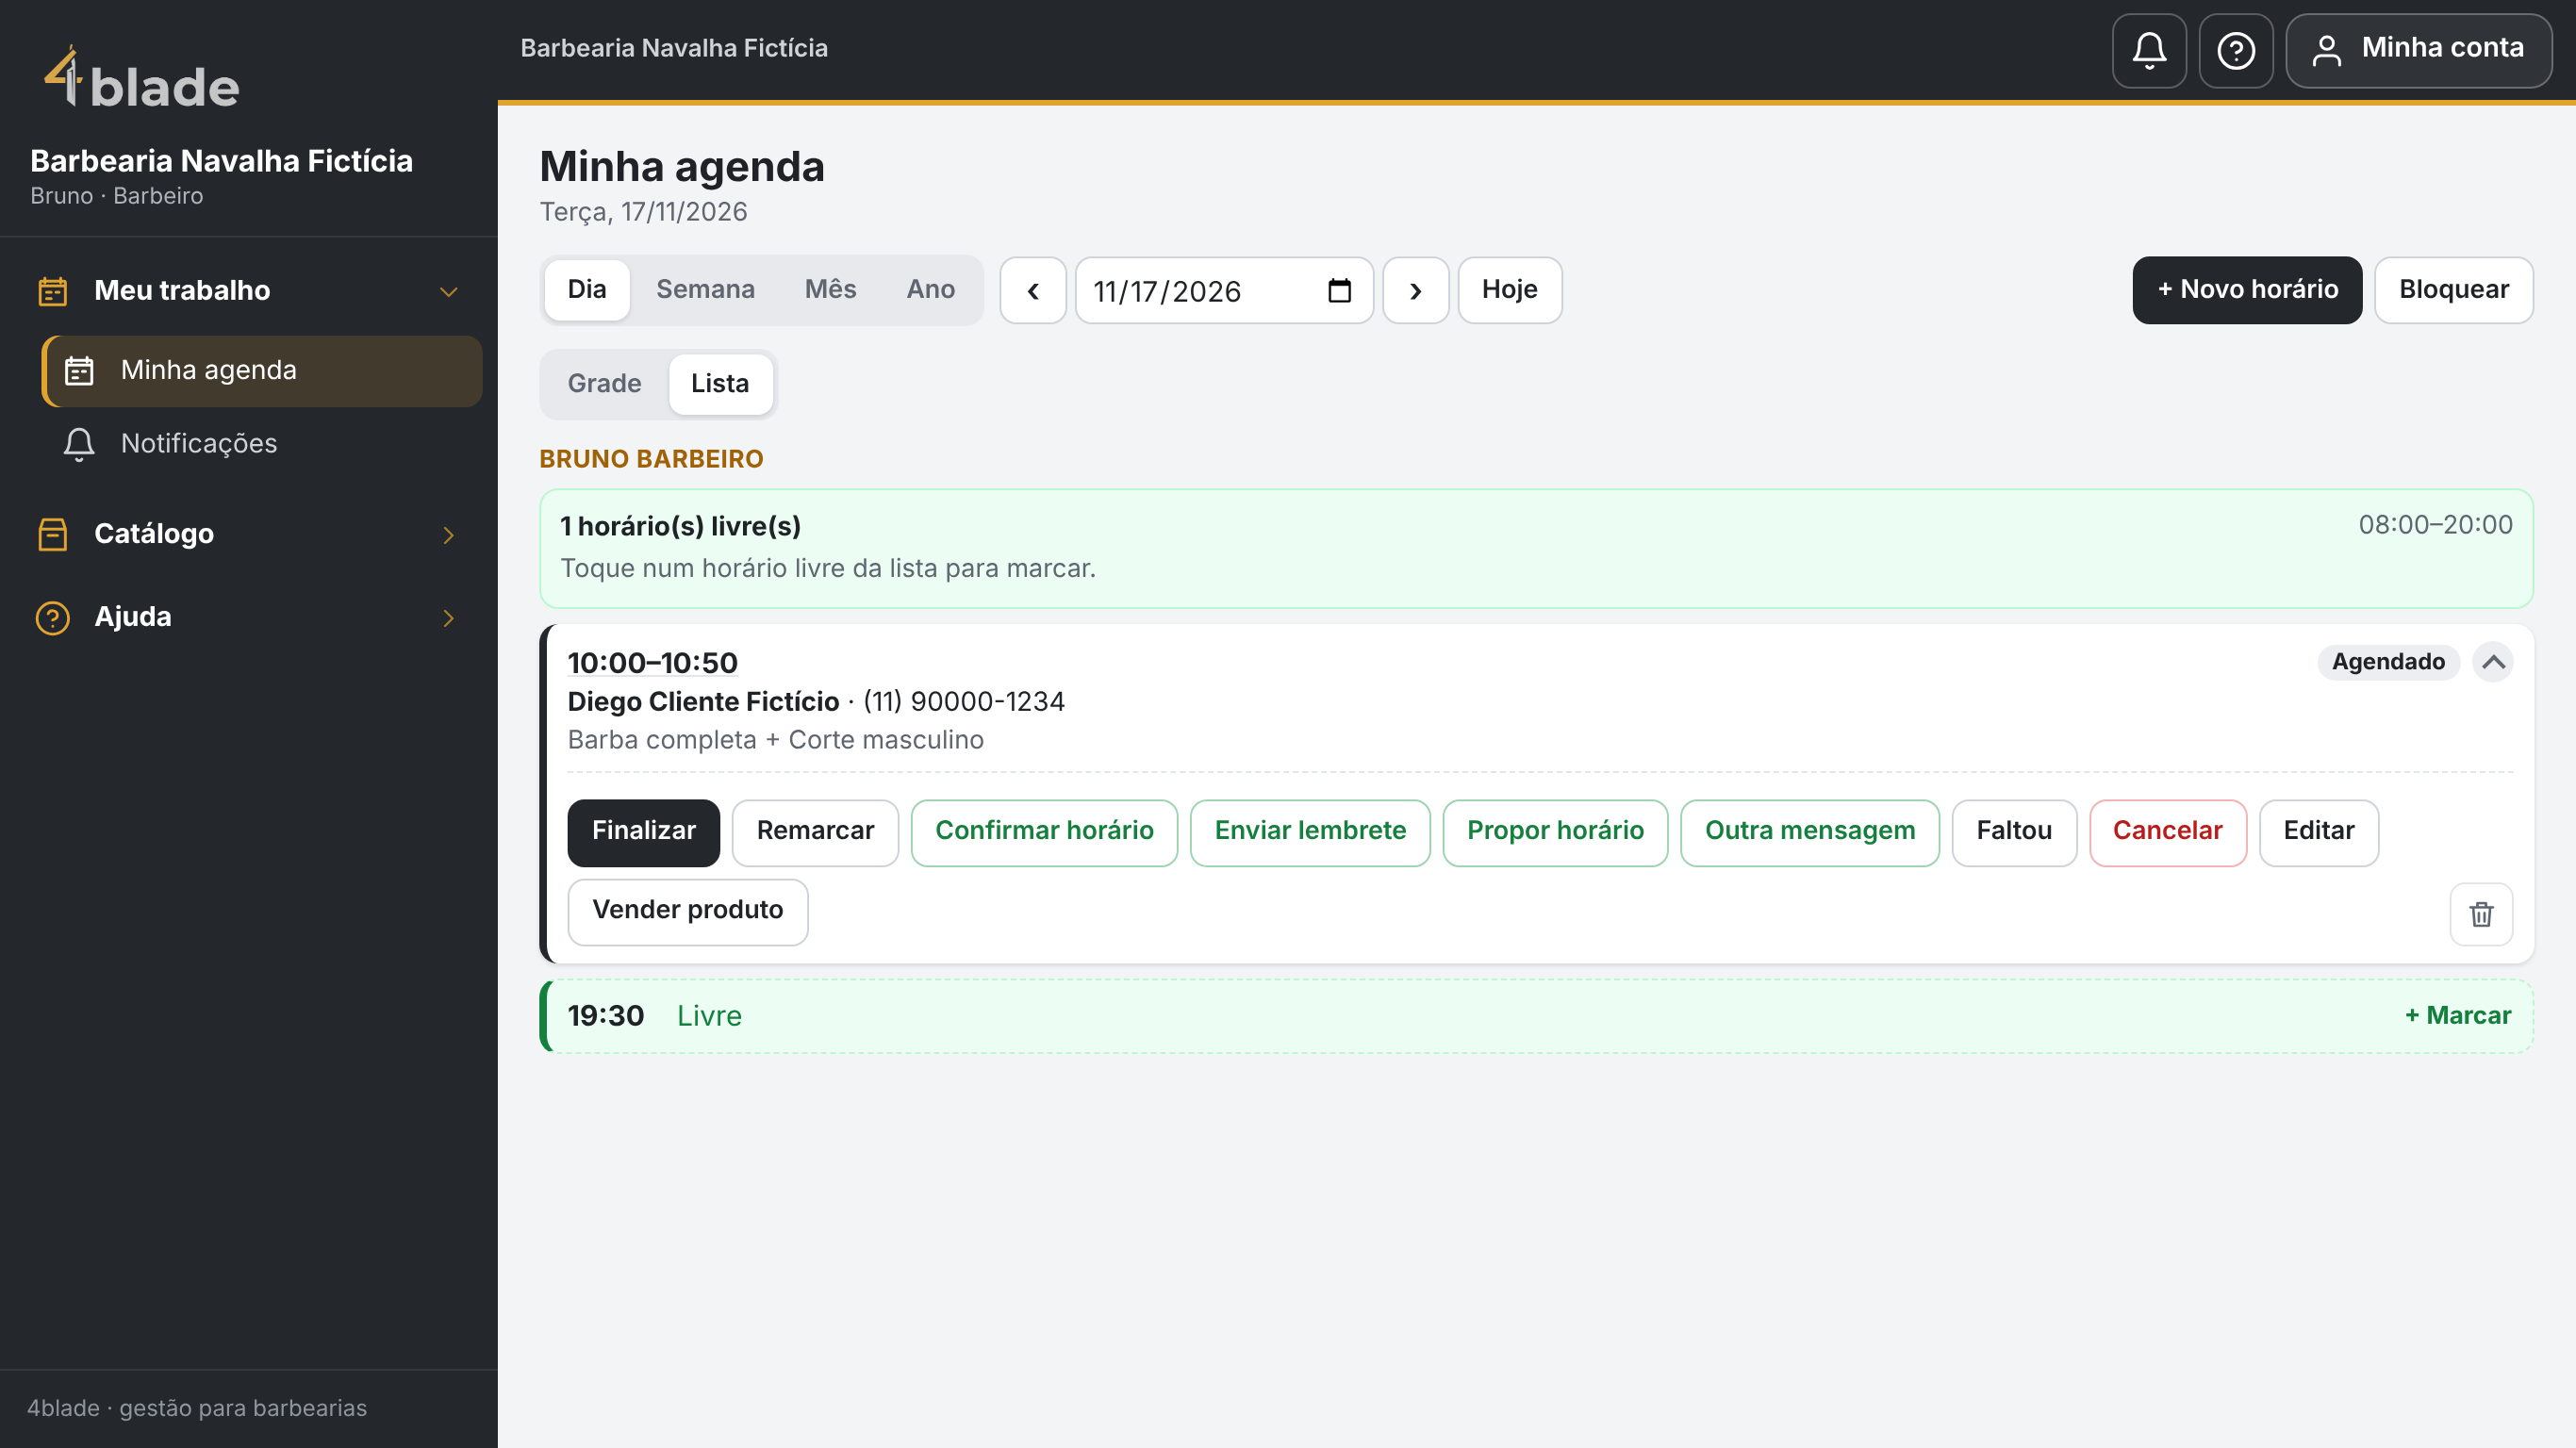 4blade
Barbearia Navalha Fictícia
Bruno · Barbeiro
Meu trabalho
Minha agenda
Notificações
Catálogo
Ajuda
4blade · gestão para barbearias
Barbearia Navalha Fictícia
Minha conta
Minha agenda
Terça, 17/11/2026
Dia Semana Mês Ano ‹ 11/17/2026 › Hoje + Novo horário Bloquear
Grade Lista
BRUNO BARBEIRO
1 horário(s) livre(s) 08:00–20:00
Toque num horário livre da lista para marcar.
10:00–10:50 Agendado
Diego Cliente Fictício · (11) 90000-1234
Barba completa + Corte masculino
Finalizar Remarcar Confirmar horário Enviar lembrete Propor horário Outra mensagem Faltou Cancelar Editar
Vender produto
19:30 Livre + Marcar